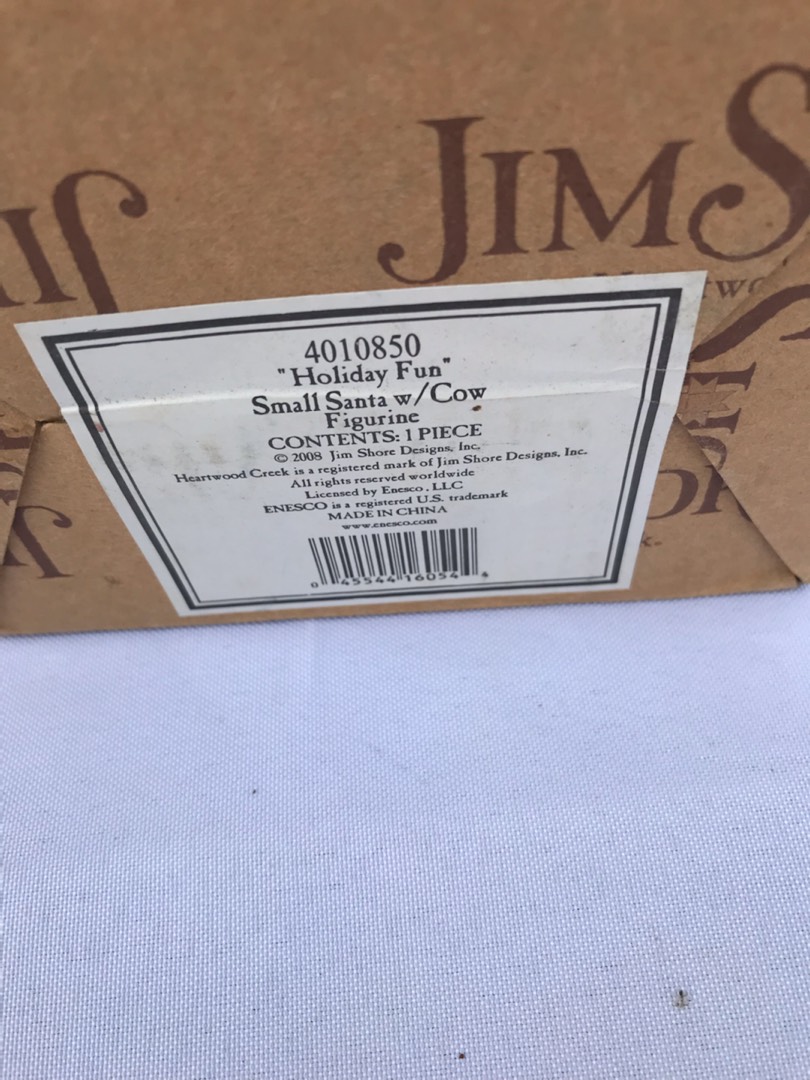 JIM S
JIM
4010850
"Holiday Fun"
Small Santa w/Cow
Figurine
CONTENTS: 1 PIECE
© 2008 Jim Shore Designs, Inc.
Heartwood Creek is a registered mark of Jim Shore Designs, Inc.
All rights reserved worldwide
Licensed by Enesco, LLC
ENESCO is a registered U.S. trademark
MADE IN CHINA
www.enesco.com
0 45544 16054 4